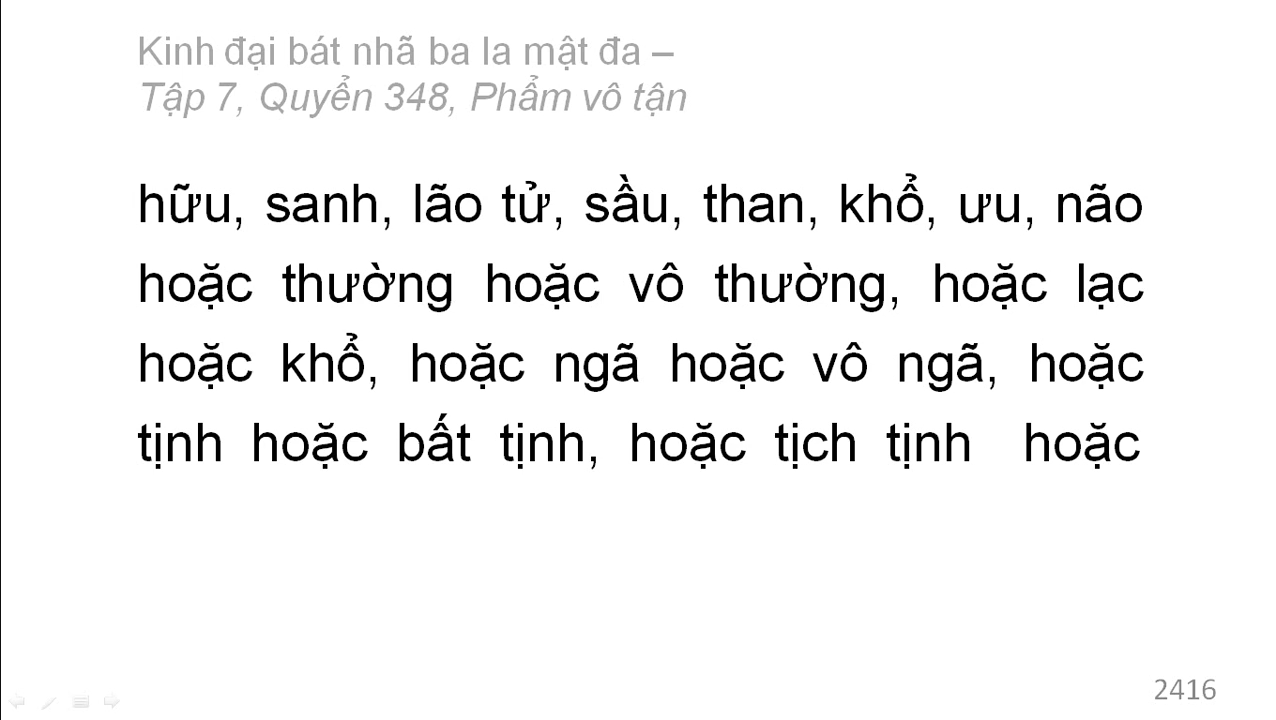 Kinh đại bát nhã ba la mật đa –
Tập 7, Quyển 348, Phẩm vô tận
hữu, sanh, lão tử, sầu, than, khổ, ưu, não
hoặc thường hoặc vô thường, hoặc lạc
hoặc khổ, hoặc ngã hoặc vô ngã, hoặc
tịnh hoặc bất tịnh, hoặc tịch tịnh hoặc
2416